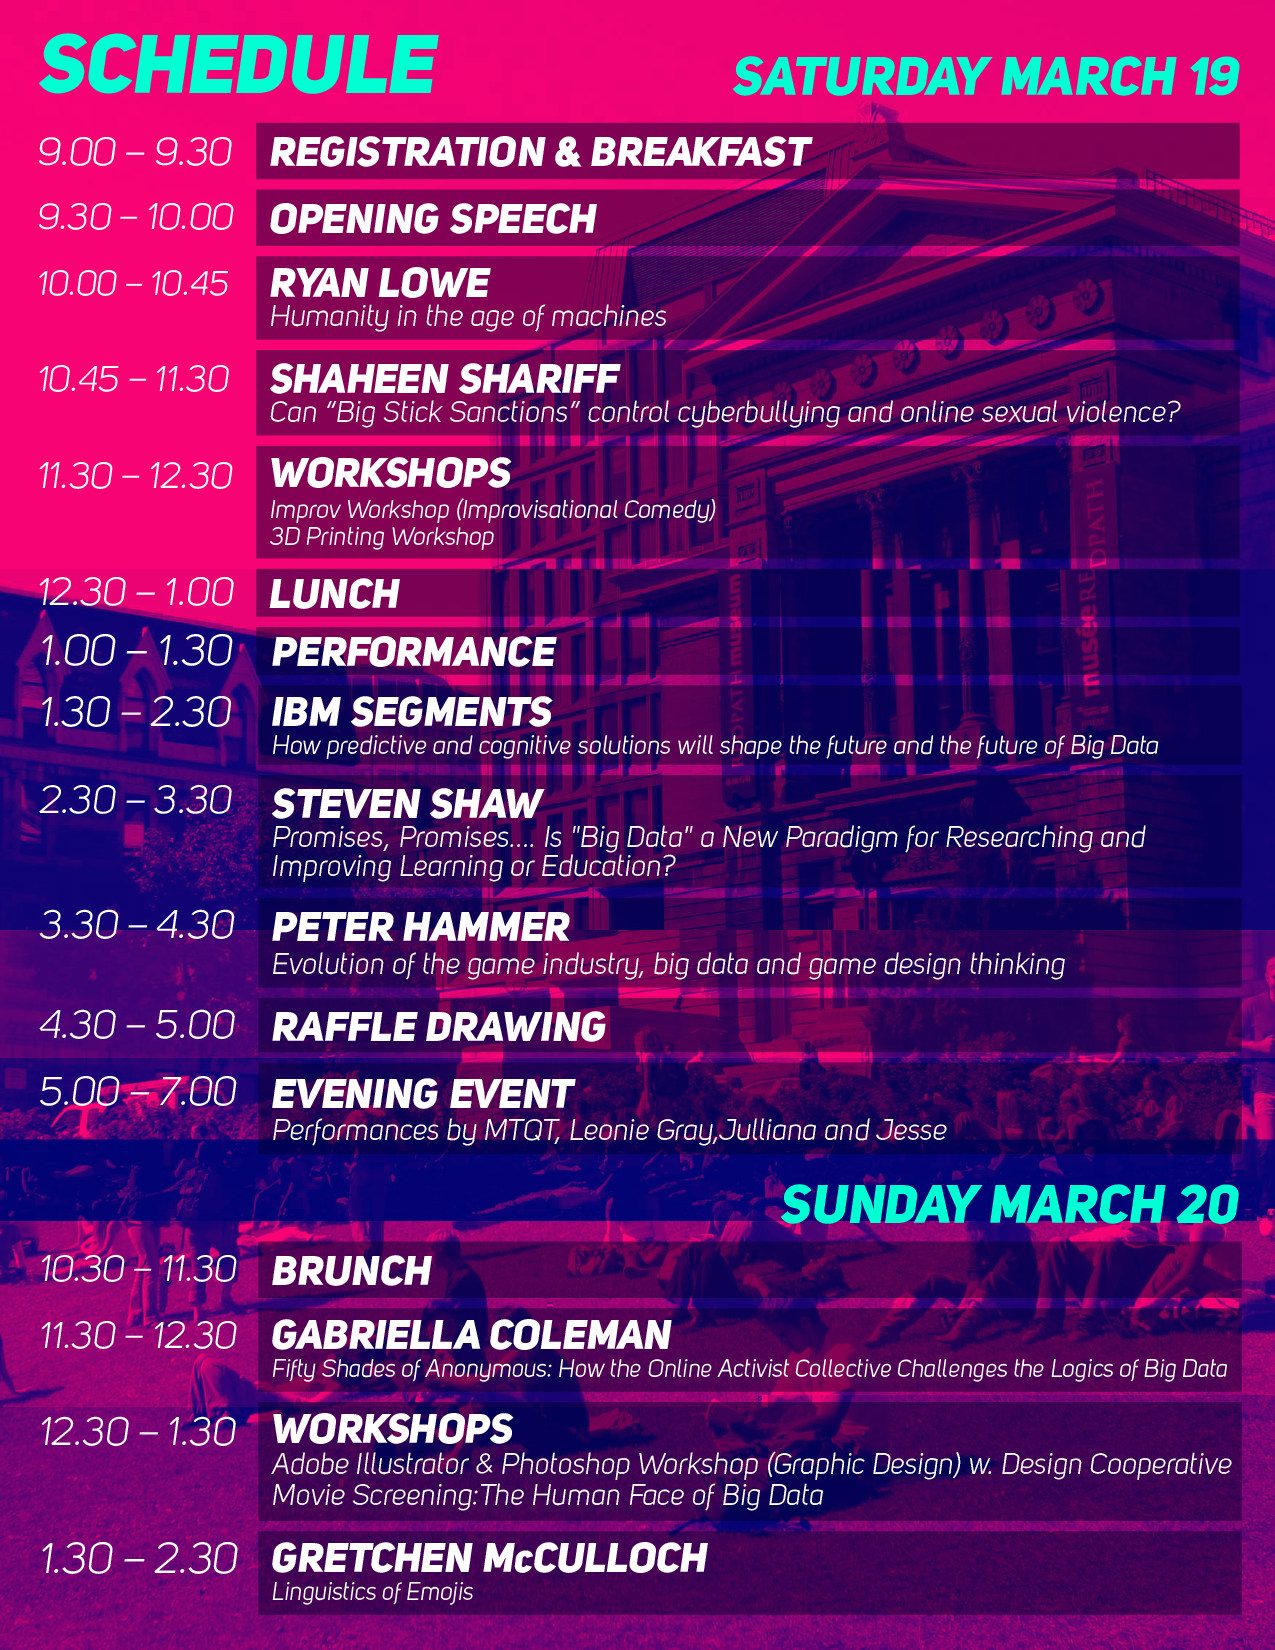 SCHEDULE
SATURDAY MARCH 19
9.00 – 9.30 REGISTRATION & BREAKFAST
9.30 – 10.00 OPENING SPEECH
10.00 – 10.45 RYAN LOWE
Humanity in the age of machines
10.45 – 11.30 SHAHEEN SHARIFF
Can “Big Stick Sanctions” control cyberbullying and online sexual violence?
11.30 – 12.30 WORKSHOPS
Improv Workshop (Improvisational Comedy)
3D Printing Workshop
12.30 – 1.00 LUNCH
1.00 – 1.30 PERFORMANCE
1.30 – 2.30 IBM SEGMENTS
How predictive and cognitive solutions will shape the future and the future of Big Data
2.30 – 3.30 STEVEN SHAW
Promises, Promises.... Is "Big Data" a New Paradigm for Researching and
Improving Learning or Education?
3.30 – 4.30 PETER HAMMER
Evolution of the game industry, big data and game design thinking
4.30 – 5.00 RAFFLE DRAWING
5.00 – 7.00 EVENING EVENT
Performances by MTQT, Leonie Gray,Julliana and Jesse
SUNDAY MARCH 20
10.30 – 11.30 BRUNCH
11.30 – 12.30 GABRIELLA COLEMAN
Fifty Shades of Anonymous: How the Online Activist Collective Challenges the Logics of Big Data
12.30 – 1.30 WORKSHOPS
Adobe Illustrator & Photoshop Workshop (Graphic Design) w. Design Cooperative
Movie Screening:The Human Face of Big Data
1.30 – 2.30 GRETCHEN McCULLOCH
Linguistics of Emojis
musée REDPATH
REDPATH museum